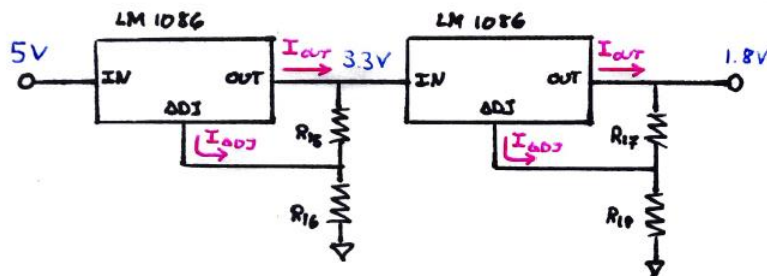 LM 1086
LM 1086
5V
IN
OUT
ADJ
IOUT
3.3V
IN
OUT
ADJ
IOUT
1.8V
IADJ
R15
R16
IADJ
R17
R18